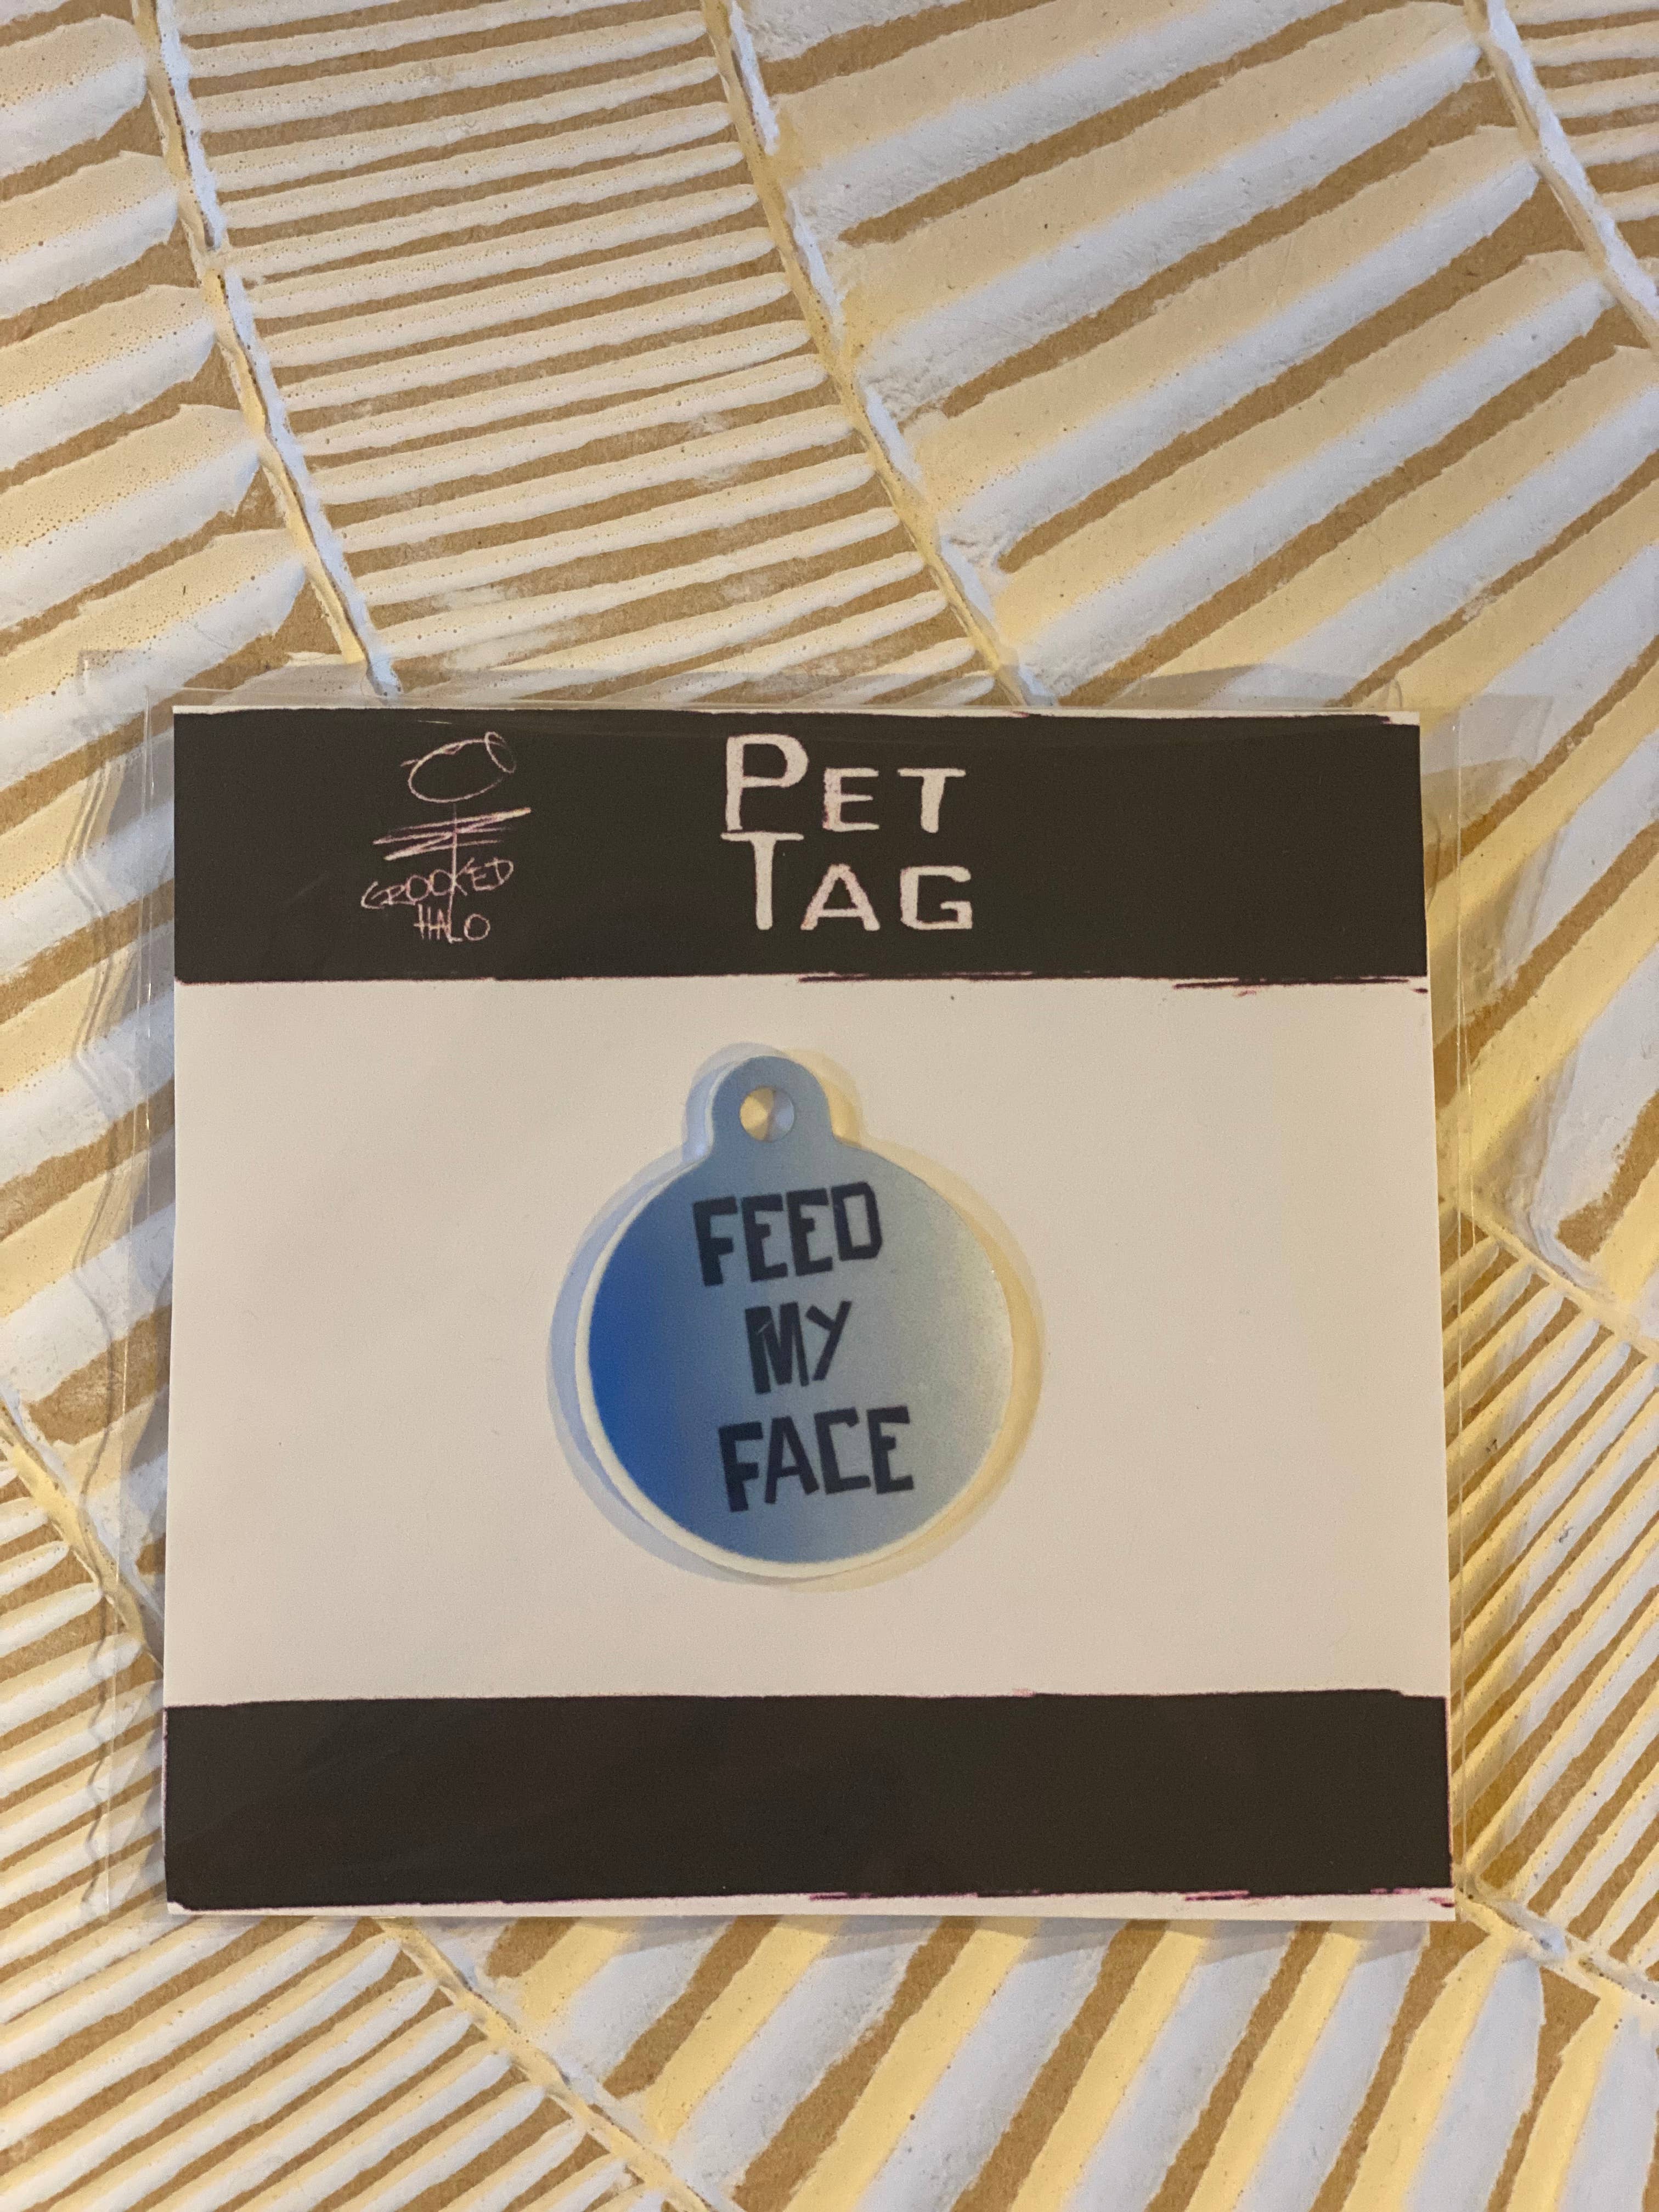 CROOKED
HALO
PET
TAG
FEED
MY
FACE